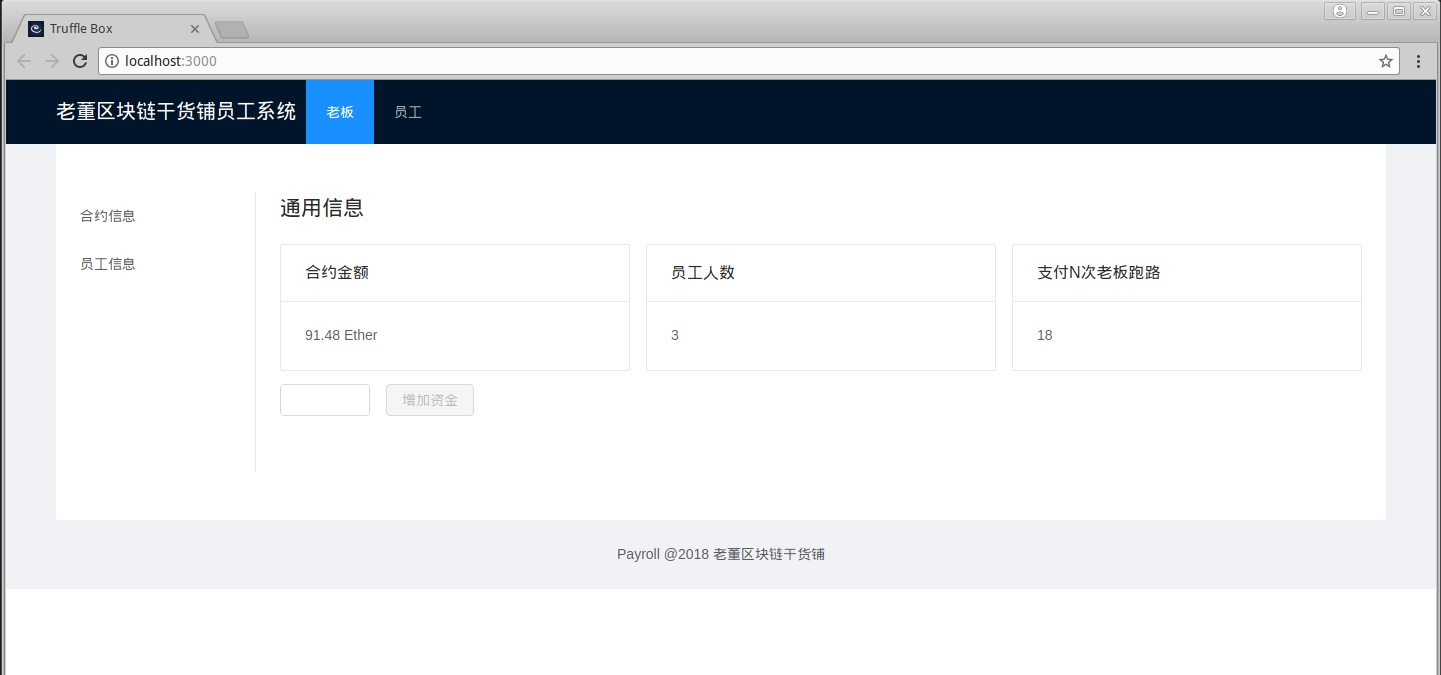 Truffle Box
localhost:3000
老董区块链干货铺员工系统 老板 员工
合约信息
员工信息
通用信息
合约金额 员工人数 支付N次老板跑路
91.48 Ether 3 18
增加资金
Payroll @2018 老董区块链干货铺